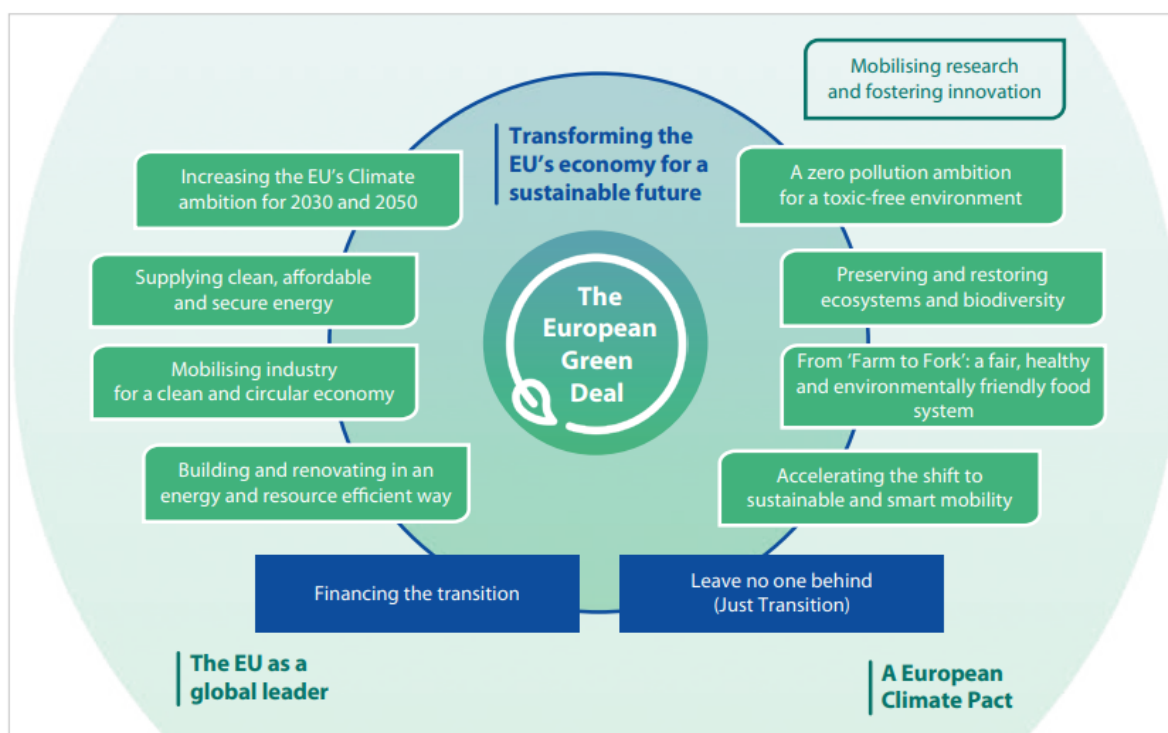 Mobilising research
and fostering innovation
Transforming the
EU’s economy for a
sustainable future
Increasing the EU’s Climate
ambition for 2030 and 2050
A zero pollution ambition
for a toxic-free environment
Supplying clean, affordable
and secure energy
Preserving and restoring
ecosystems and biodiversity
The
European
Green
Deal
Mobilising industry
for a clean and circular economy
From ‘Farm to Fork’: a fair, healthy
and environmentally friendly food
system
Building and renovating in an
energy and resource efficient way
Accelerating the shift to
sustainable and smart mobility
Financing the transition
Leave no one behind
(Just Transition)
The EU as a
global leader
A European
Climate Pact